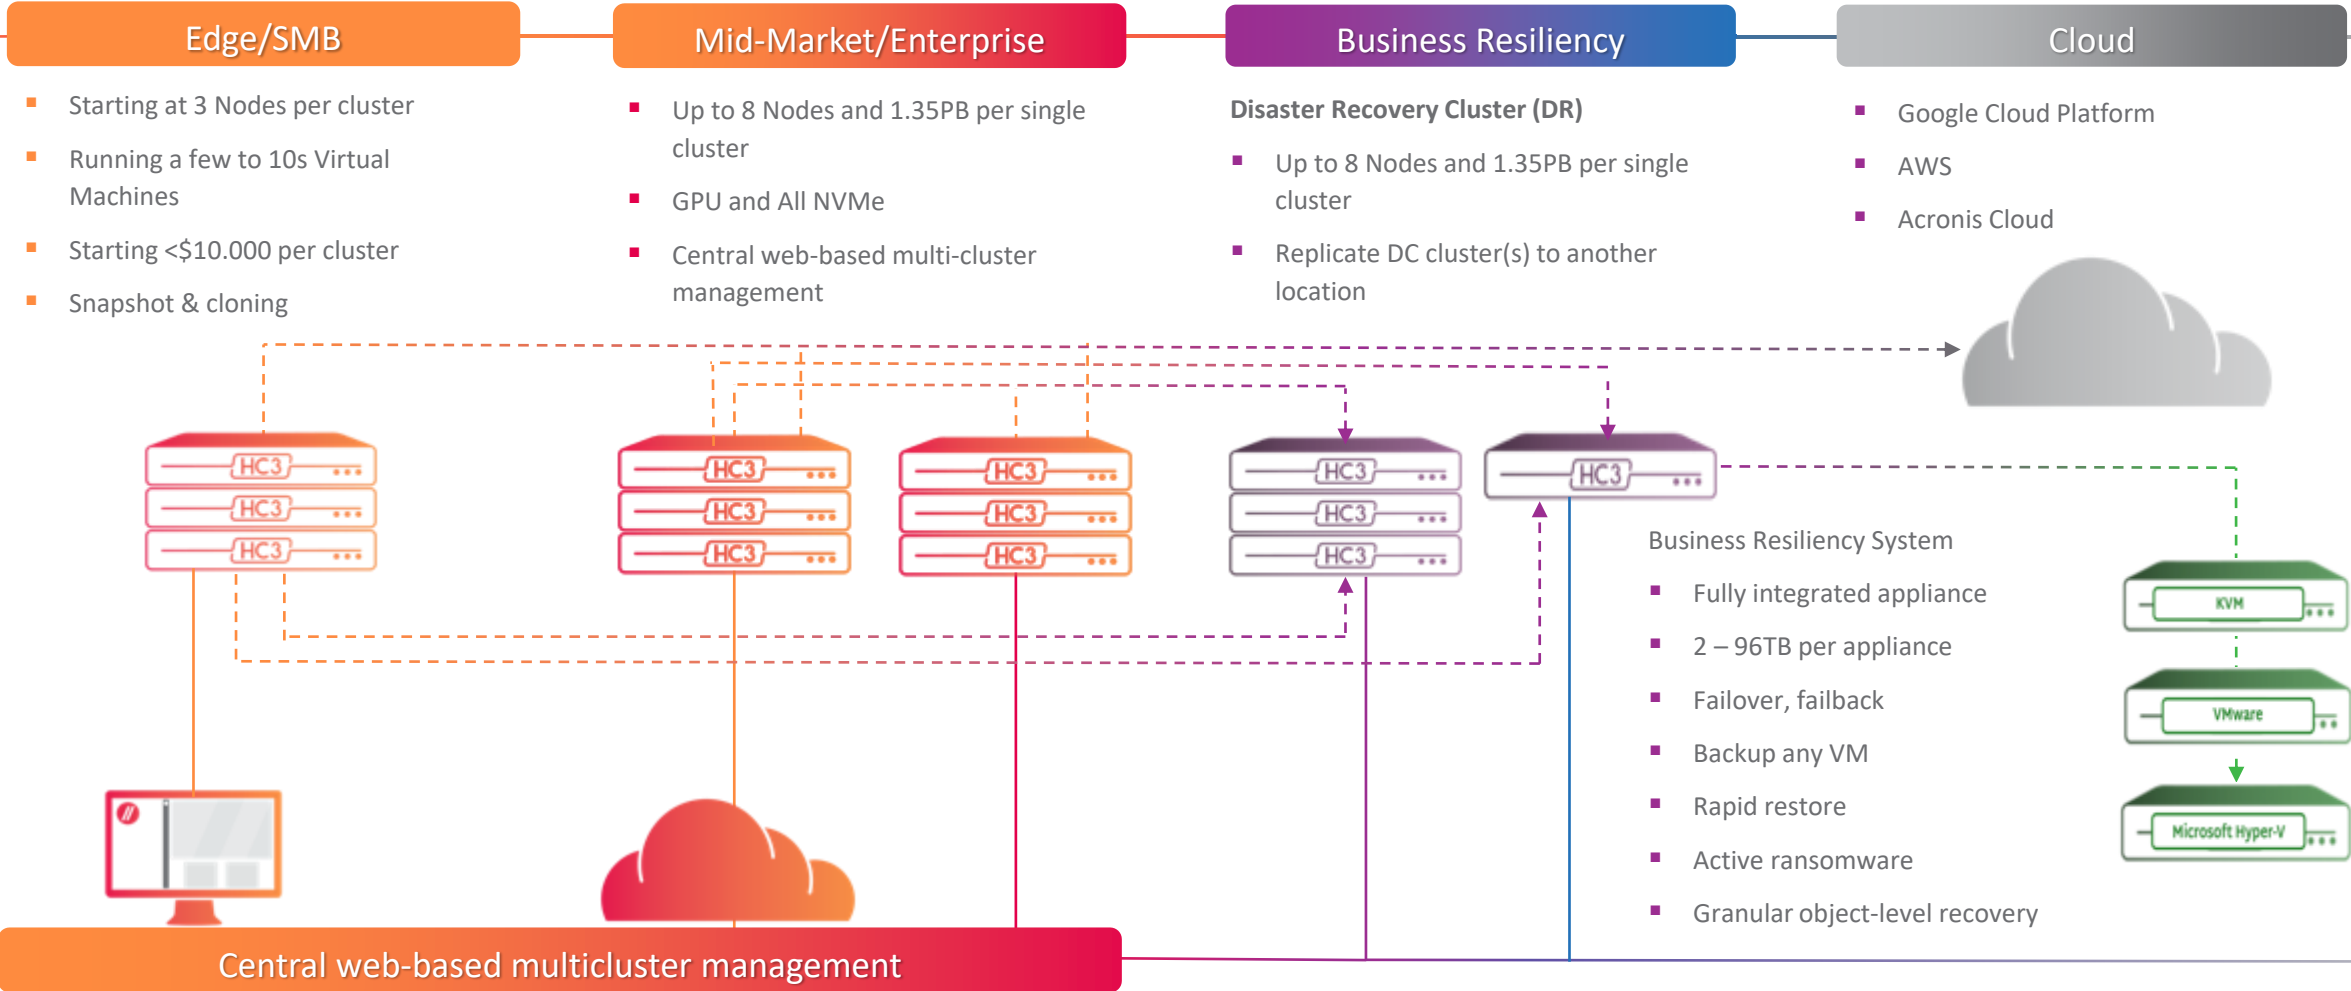 Edge/SMB
Starting at 3 Nodes per cluster
Running a few to 10s Virtual
Machines
Starting <$10.000 per cluster
Snapshot & cloning
Mid-Market/Enterprise
Up to 8 Nodes and 1.35PB per single
cluster
GPU and All NVMe
Central web-based multi-cluster
management
Business Resiliency
Disaster Recovery Cluster (DR)
Up to 8 Nodes and 1.35PB per single
cluster
Replicate DC cluster(s) to another
location
Cloud
Google Cloud Platform
AWS
Acronis Cloud
HC3
HC3
HC3
HC3
HC3
HC3
HC3
HC3
HC3
HC3
HC3
HC3
HC3
Business Resiliency System
Fully integrated appliance
2 – 96TB per appliance
Failover, failback
Backup any VM
Rapid restore
Active ransomware
Granular object-level recovery
KVM
VMware
Microsoft Hyper-V
Central web-based multicluster management